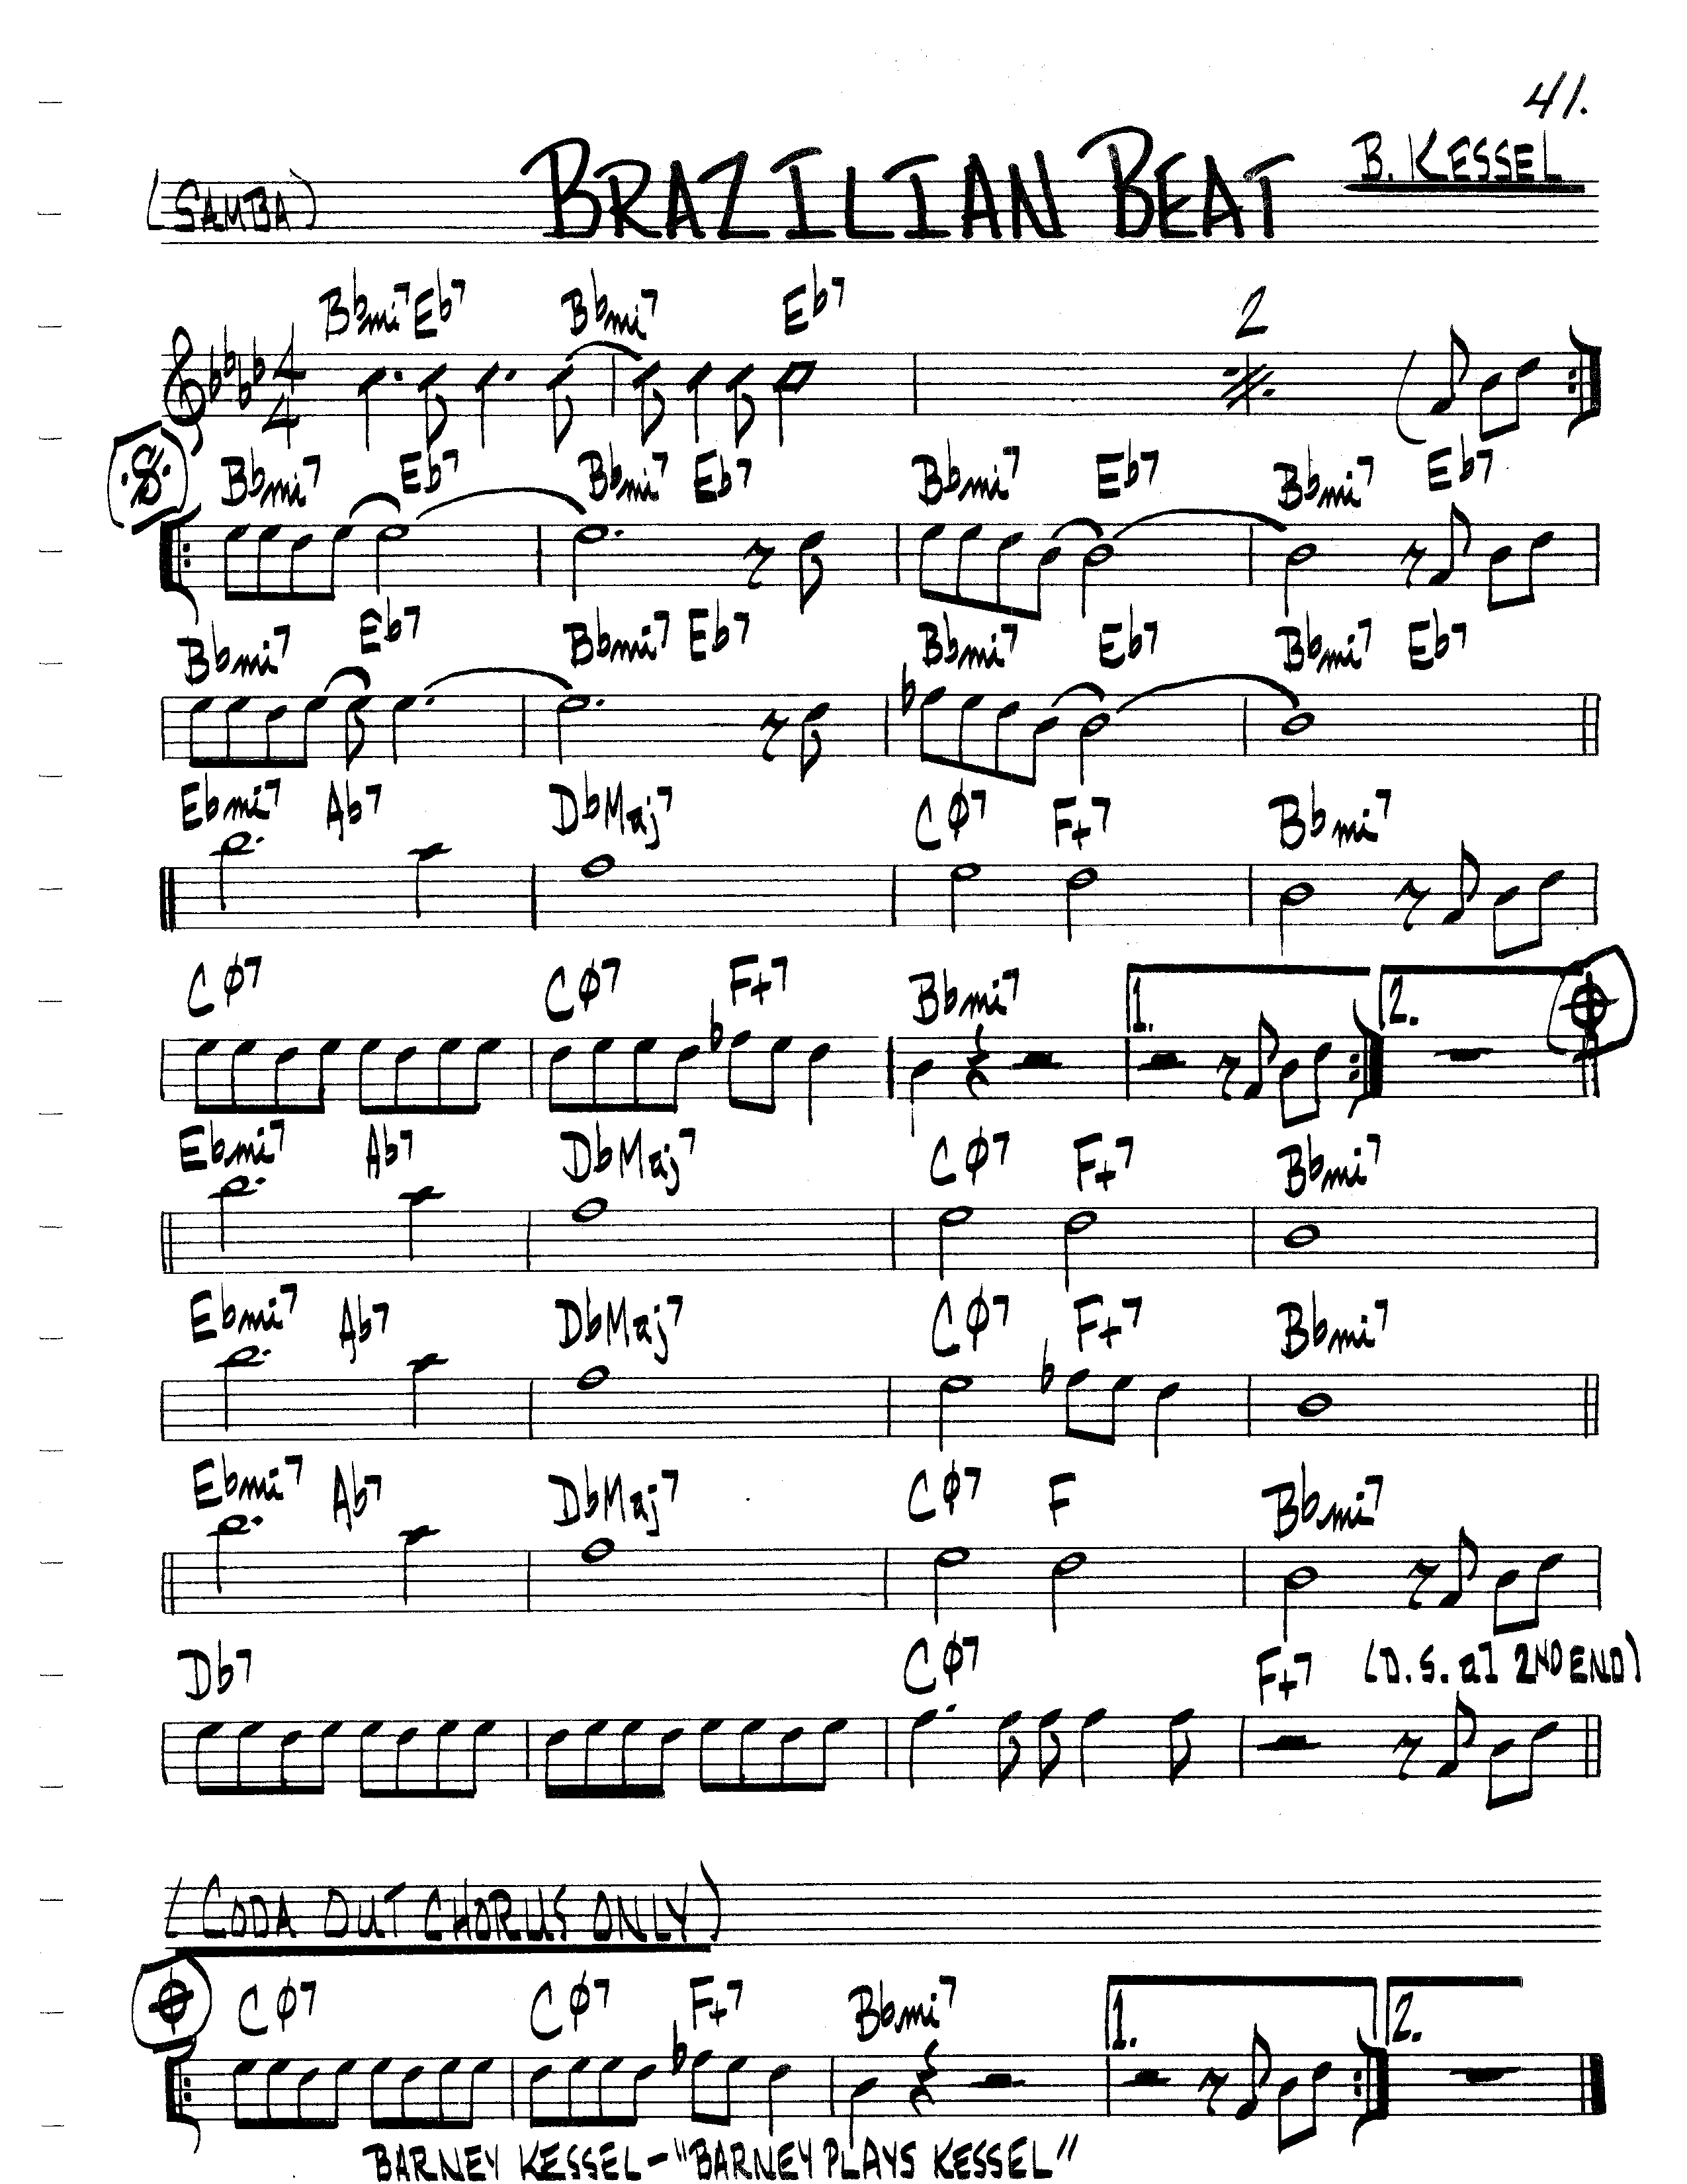 41.
(SAMBA) BRAZILIAN BEAT B. KESSEL
Bbmi7 Eb7 Bbmi7 Eb7 2
4
4
Bbmi7 Eb7 Bbmi7 Eb7 Bbmi7 Eb7 Bbmi7 Eb7
Bbmi7 Eb7 Bbmi7 Eb7 Bbmi7 Eb7 Bbmi7 Eb7
Ebmi7 Ab7 DbMaj7 CØ7 F+7 Bbmi7
CØ7 CØ7 F+7 Bbmi7 1. 2.
Ebmi7 Ab7 DbMaj7 CØ7 F+7 Bbmi7
Ebmi7 Ab7 DbMaj7 CØ7 F+7 Bbmi7
Ebmi7 Ab7 DbMaj7 CØ7 F Bbmi7
Db7 CØ7 F+7 (D.S. al 2ND END)
(CODA OUT CHORUS ONLY)
CØ7 CØ7 F+7 Bbmi7 1. 2.
BARNEY KESSEL - "BARNEY PLAYS KESSEL"